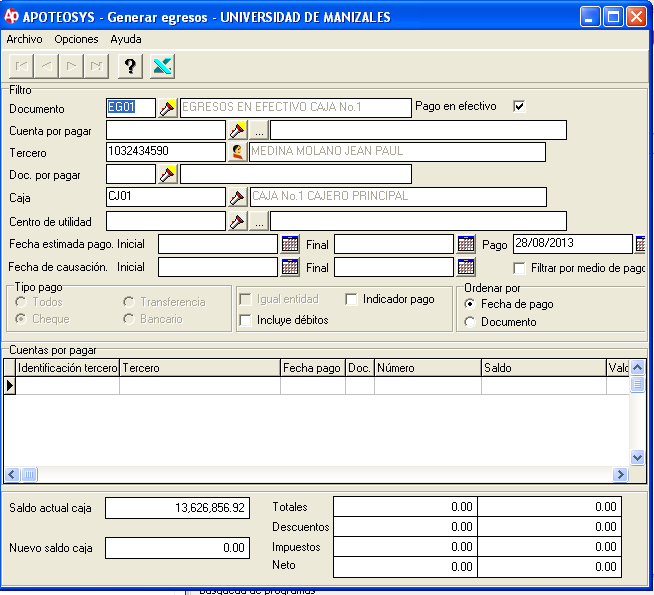 APOTEOSYS - Generar egresos - UNIVERSIDAD DE MANIZALES
Archivo Opciones Ayuda
Filtro
Documento EG01 EGRESOS EN EFECTIVO CAJA No.1 Pago en efectivo
Cuenta por pagar ...
Tercero 1032434590 MEDINA MOLANO JEAN PAUL
Doc. por pagar
Caja CJ01 CAJA No.1 CAJERO PRINCIPAL
Centro de utilidad ...
Fecha estimada pago. Inicial Final Pago 28/08/2013
Fecha de causación. Inicial Final Filtrar por medio de pago
Tipo pago Ordenar por
Todos Transferencia Igual entidad Indicador pago Fecha de pago
Cheque Bancario Incluye débitos Documento
Cuentas por pagar
Identificación tercero Tercero Fecha pago Doc. Número Saldo Valo
Saldo actual caja 13,626,856.92 Totales 0.00 0.00
Descuentos 0.00 0.00
Nuevo saldo caja 0.00 Impuestos 0.00 0.00
Neto 0.00 0.00
Búsqueda de programas